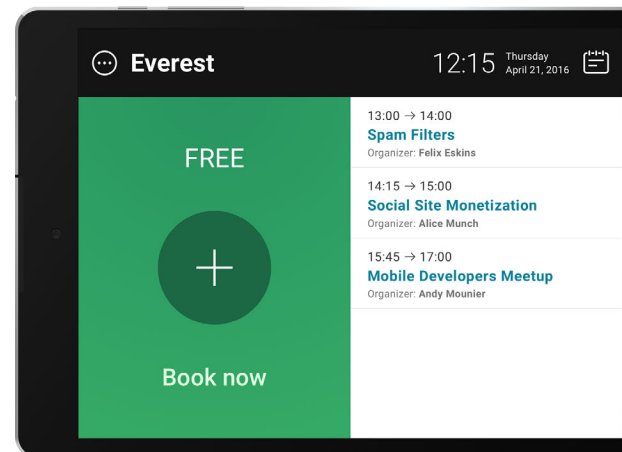 Everest
12:15
Thursday
April 21, 2016
FREE
Book now
13:00 → 14:00
Spam Filters
Organizer: Felix Eskins
14:15 → 15:00
Social Site Monetization
Organizer: Alice Munch
15:45 → 17:00
Mobile Developers Meetup
Organizer: Andy Mounier